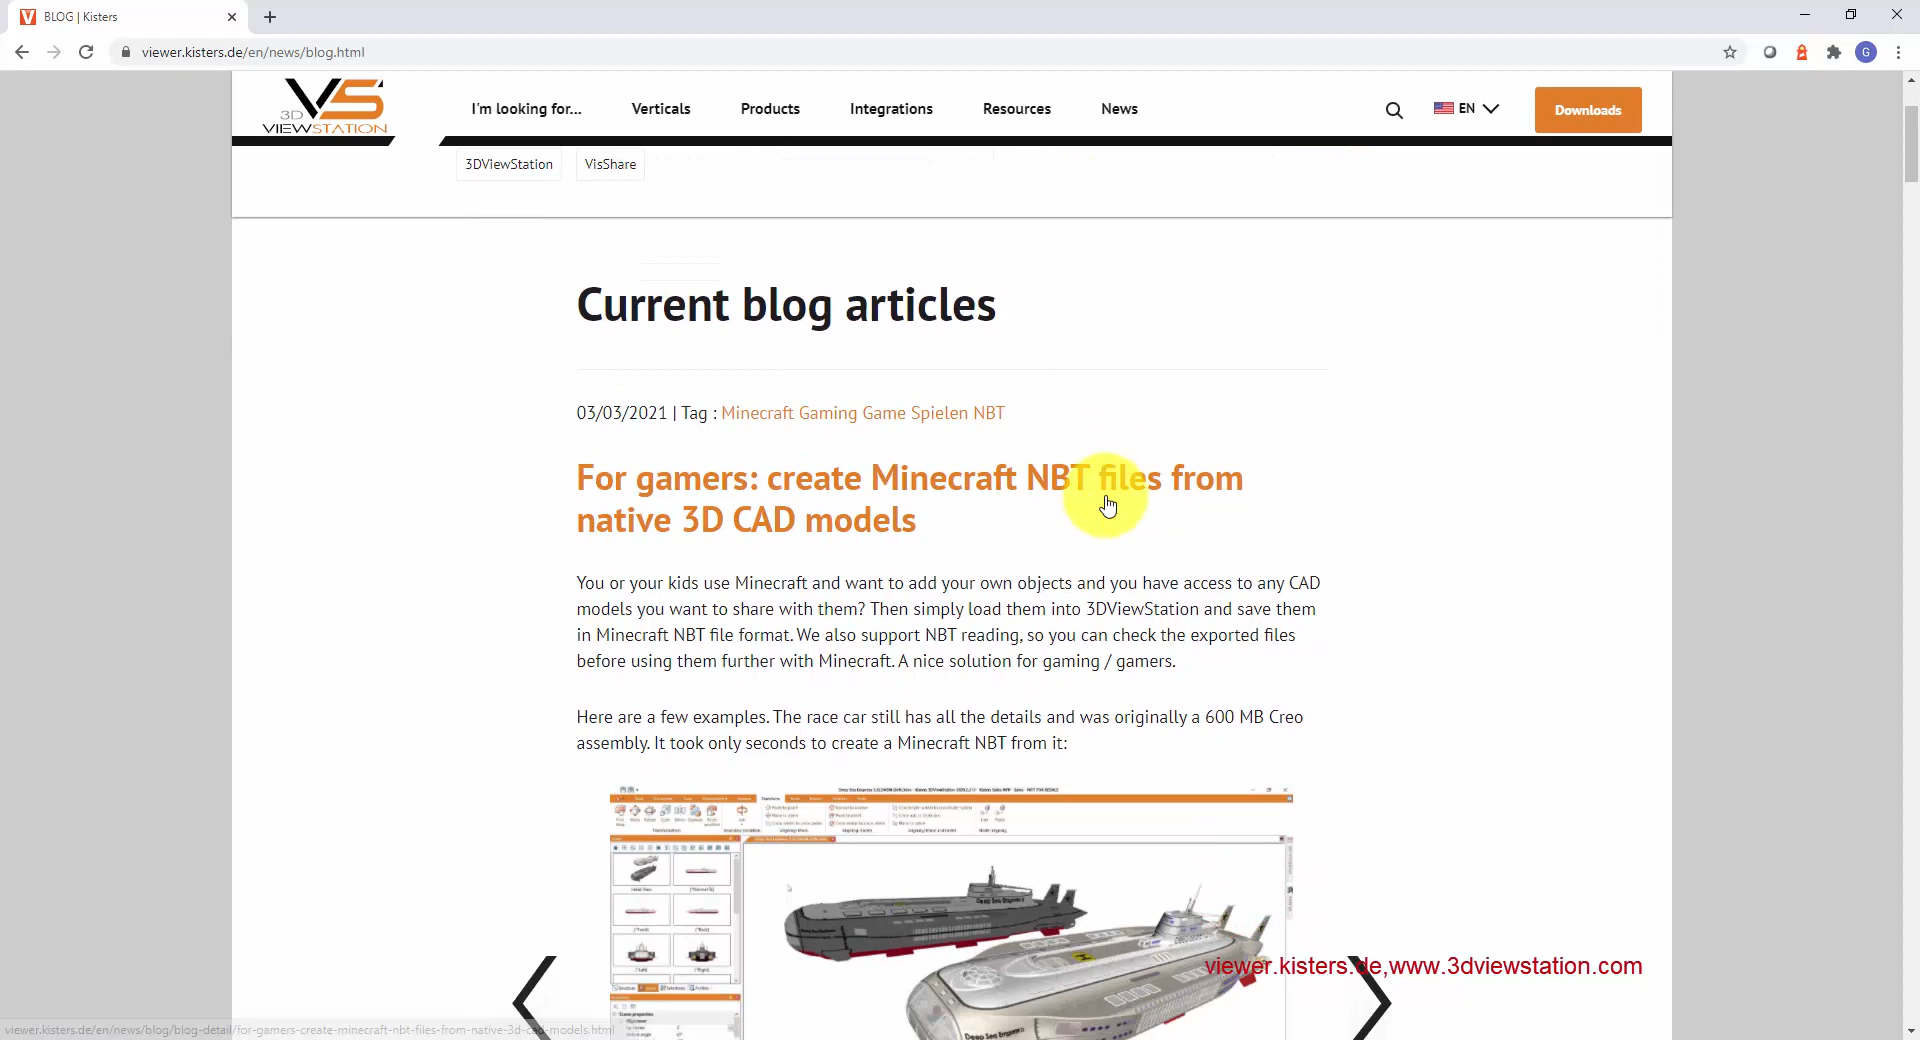 BLOG | Kisters
viewer.kisters.de/en/news/blog.html
G
3D
VIEWSTATION
I'm looking for...
Verticals
Products
Integrations
Resources
News
EN
Downloads
3DViewStation
VisShare
Current blog articles
03/03/2021 | Tag : Minecraft Gaming Game Spielen NBT
For gamers: create Minecraft NBT files from
native 3D CAD models
You or your kids use Minecraft and want to add your own objects and you have access to any CAD
models you want to share with them? Then simply load them into 3DViewStation and save them
in Minecraft NBT file format. We also support NBT reading, so you can check the exported files
before using them further with Minecraft. A nice solution for gaming / gamers.
Here are a few examples. The race car still has all the details and was originally a 600 MB Creo
assembly. It took only seconds to create a Minecraft NBT from it:
viewer.kisters.de,www.3dviewstation.com
viewer.kisters.de/en/news/blog/blog-detail/for-gamers-create-minecraft-nbt-files-from-native-3d-cad-models.html